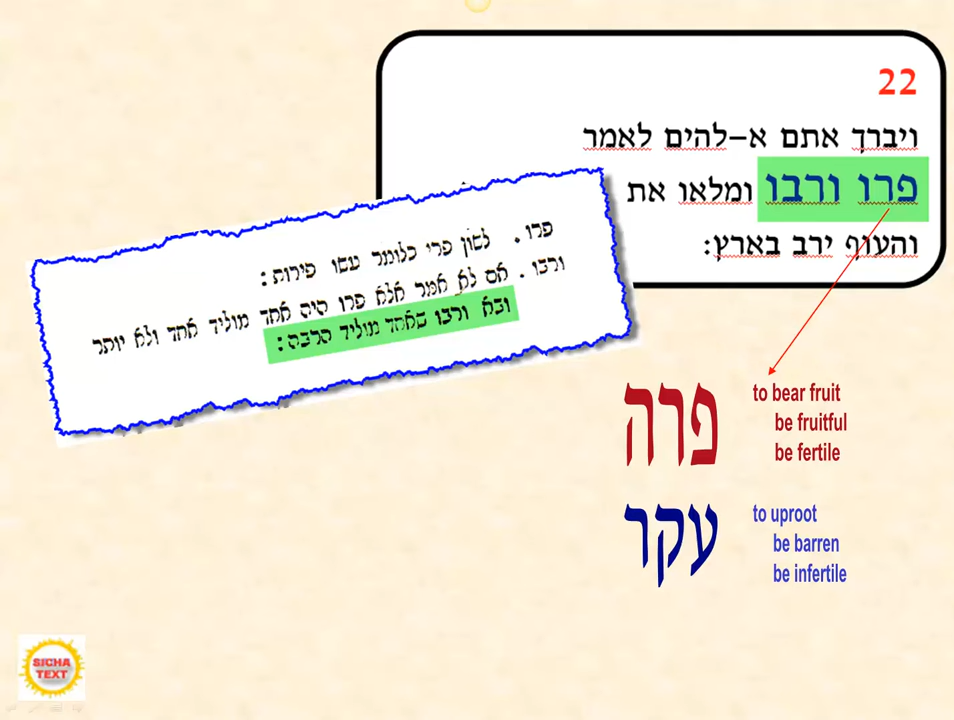 22
ויברך אתם א–להים לאמר
פרו ורבו ומלאו את
והעוף ירב בארץ:
פרו. לשון פרי כלומר עשו פירות:
ורבו. אם לא אמר אלא פרו היה אחד מוליד אחד ולא יותר
ובא ורבו שאחד מוליד הרבה:
פרה
to bear fruit
be fruitful
be fertile
עקר
to uproot
be barren
be infertile
SICHA
TEXT